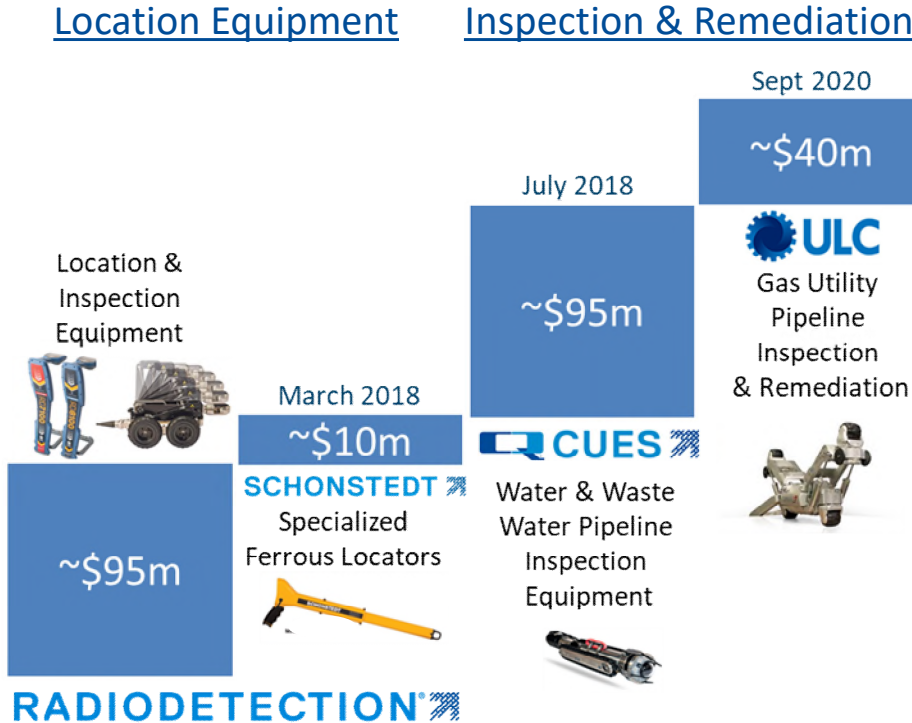 Location Equipment
Inspection & Remediation
Location &
Inspection
Equipment
~$95m
RADIODETECTION®
March 2018
~$10m
SCHONSTEDT
Specialized
Ferrous Locators
SCHONSTEDT
July 2018
~$95m
CUES
Water & Waste
Water Pipeline
Inspection
Equipment
Sept 2020
~$40m
ULC
Gas Utility
Pipeline
Inspection
& Remediation